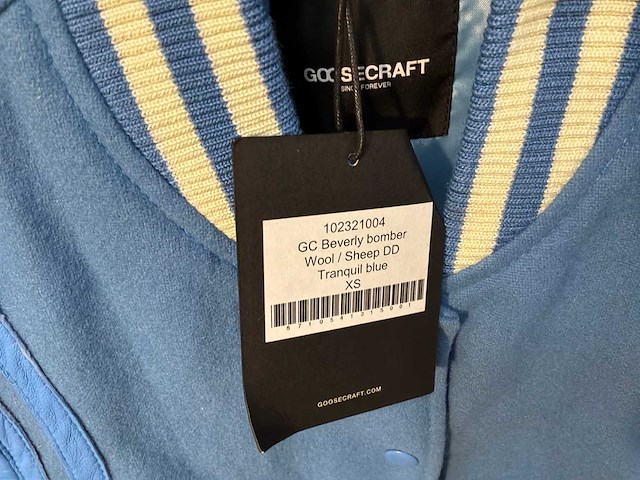 GOOSECRAFT
SINCE FOREVER
102321004
GC Beverly bomber
Wool / Sheep DD
Tranquil blue
XS
GOOSECRAFT.COM